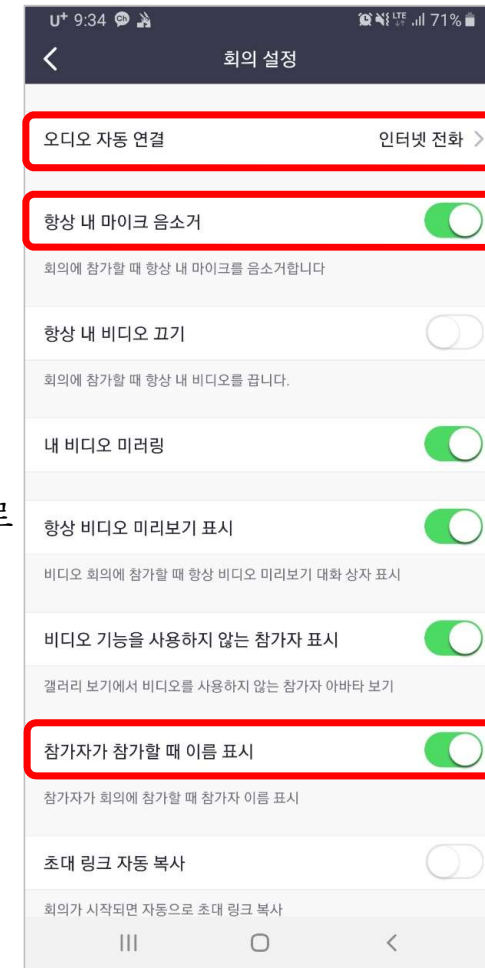 U+ 9:34
LTE 71%
회의 설정
오디오 자동 연결 인터넷 전화
항상 내 마이크 음소거
회의에 참가할 때 항상 내 마이크를 음소거합니다
항상 내 비디오 끄기
회의에 참가할 때 항상 내 비디오를 끕니다.
내 비디오 미러링
항상 비디오 미리보기 표시
비디오 회의에 참가할 때 항상 비디오 미리보기 대화 상자 표시
비디오 기능을 사용하지 않는 참가자 표시
갤러리 보기에서 비디오를 사용하지 않는 참가자 아바타 보기
참가자가 참가할 때 이름 표시
참가자가 회의에 참가할 때 참가자 이름 표시
초대 링크 자동 복사
회의가 시작되면 자동으로 초대 링크 복사